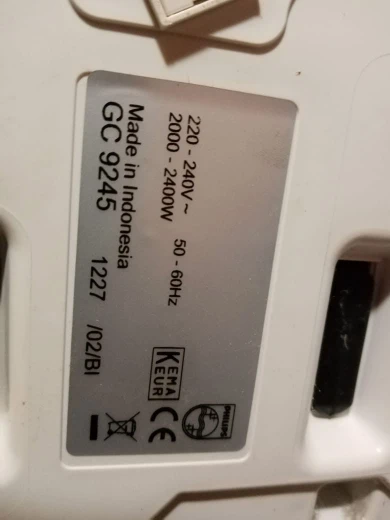 220 - 240V~ 50 - 60Hz
2000 - 2400W
Made in Indonesia
GC 9245 1227 /02/BI
KEMA
KEUR
CE
PHILIPS